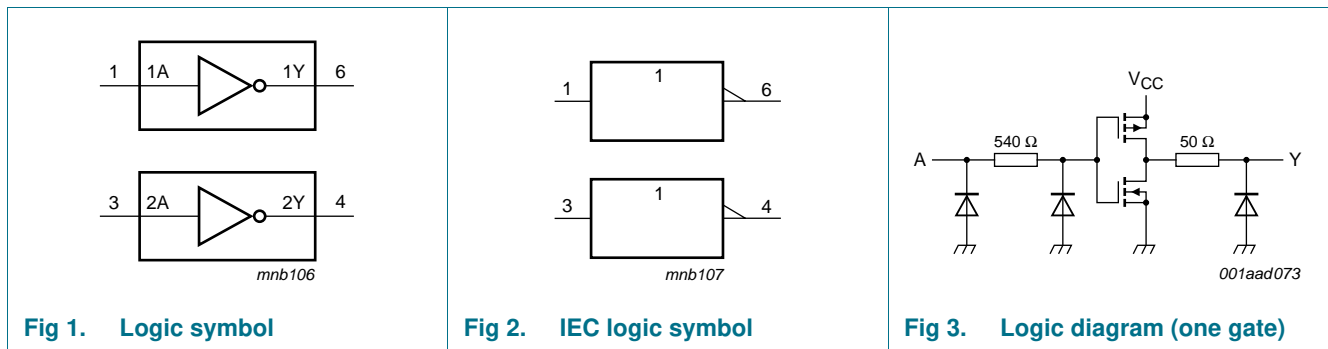 1 1A 1Y 6
3 2A 2Y 4
mnb106
Fig 1. Logic symbol
1
1 6
1
3 4
mnb107
Fig 2. IEC logic symbol
VCC
540 Ω 50 Ω
A Y
001aad073
Fig 3. Logic diagram (one gate)